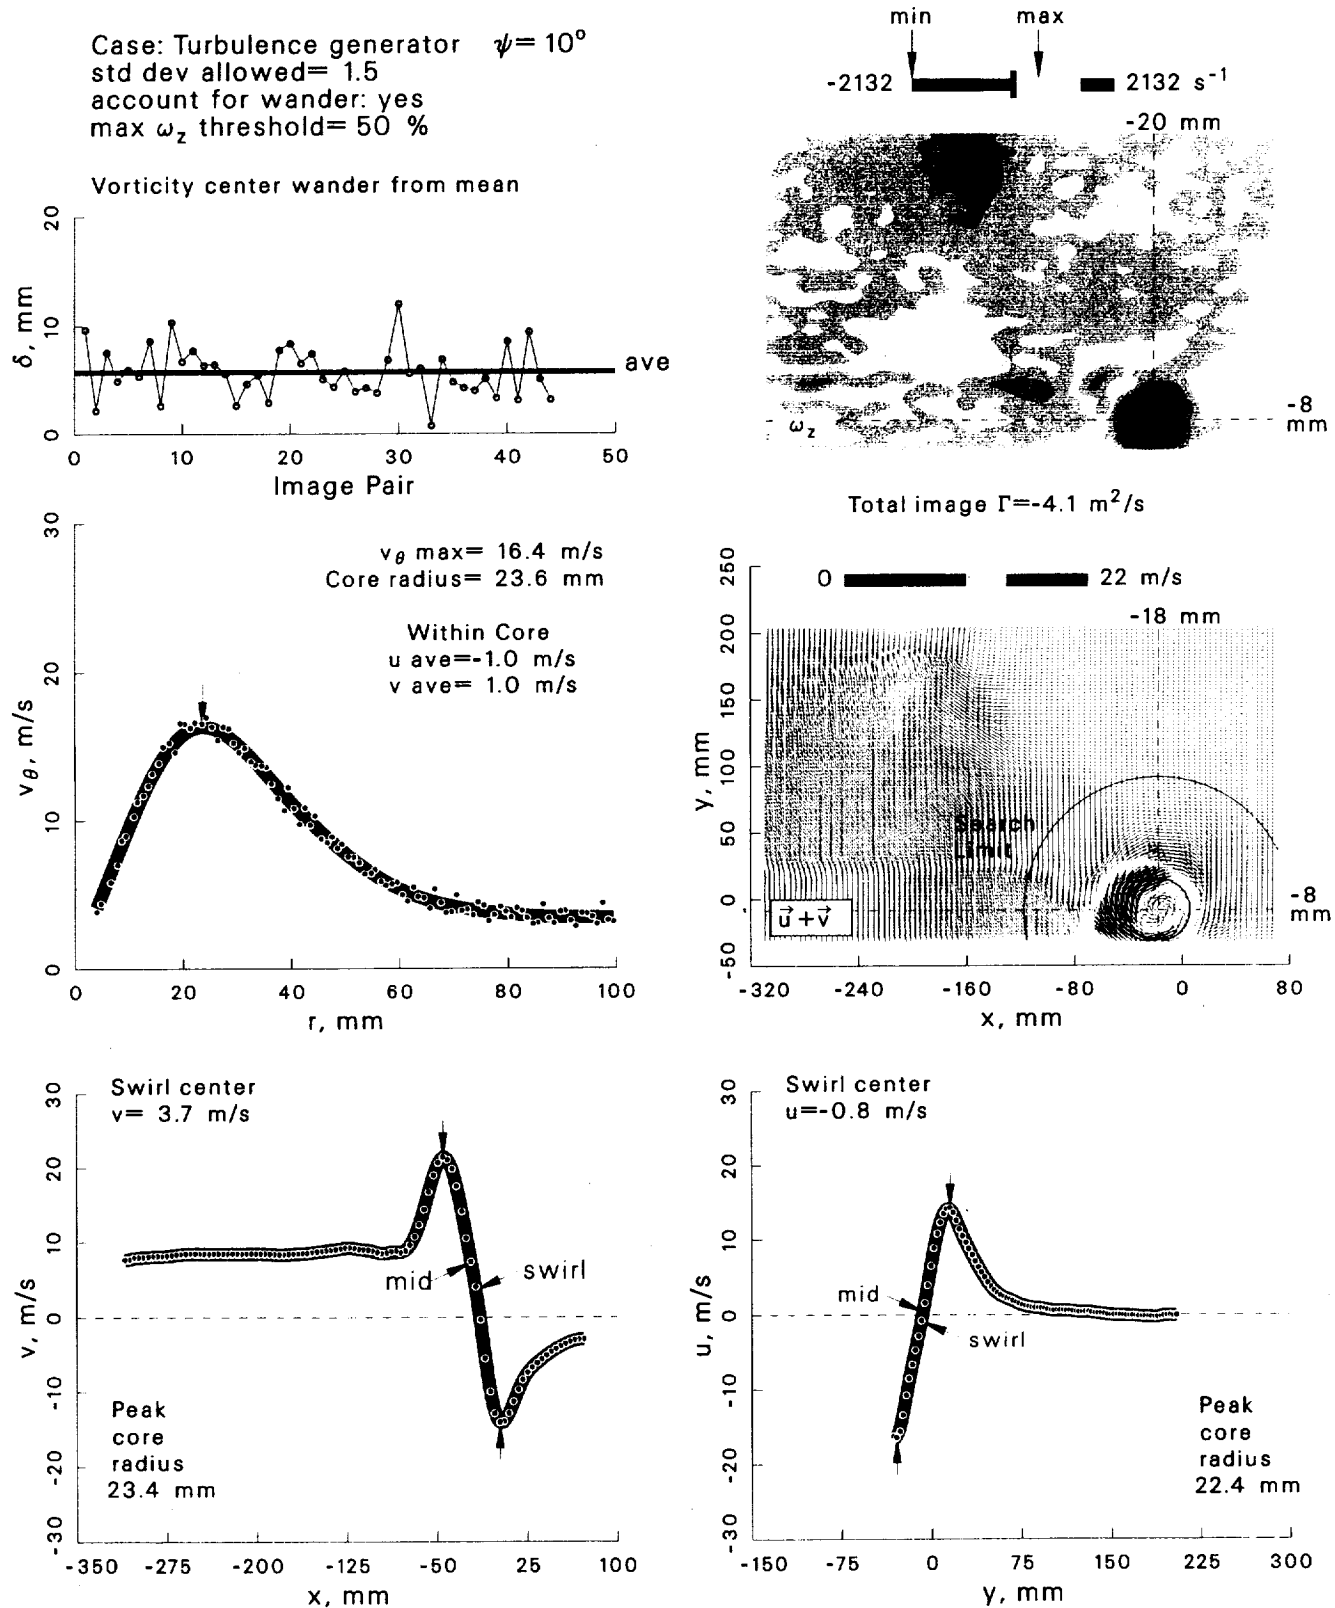 Case: Turbulence generator ψ=10°
std dev allowed= 1.5
account for wander: yes
max ωz threshold= 50 %
Vorticity center wander from mean
20
10
0
δ, mm
ave
0 10 20 30 40 50
Image Pair
min max
-2132 2132 s⁻¹
-20 mm
-8
mm
ωz
Total image Γ=-4.1 m²/s
30
20
10
0
vθ, m/s
vθ max= 16.4 m/s
Core radius= 23.6 mm
Within Core
u ave=-1.0 m/s
v ave= 1.0 m/s
0 20 40 60 80 100
r, mm
0 22 m/s
-18 mm
250
200
150
100
50
0
-50
y, mm
Search
Limit
-8
mm
u⃗+v⃗
-320 -240 -160 -80 0 80
x, mm
Swirl center
v= 3.7 m/s
30
20
10
0
-10
-20
-30
v, m/s
mid
swirl
Peak
core
radius
23.4 mm
-350 -275 -200 -125 -50 25 100
x, mm
Swirl center
u=-0.8 m/s
30
20
10
0
-10
-20
-30
u, m/s
mid
swirl
Peak
core
radius
22.4 mm
-150 -75 0 75 150 225 300
y, mm